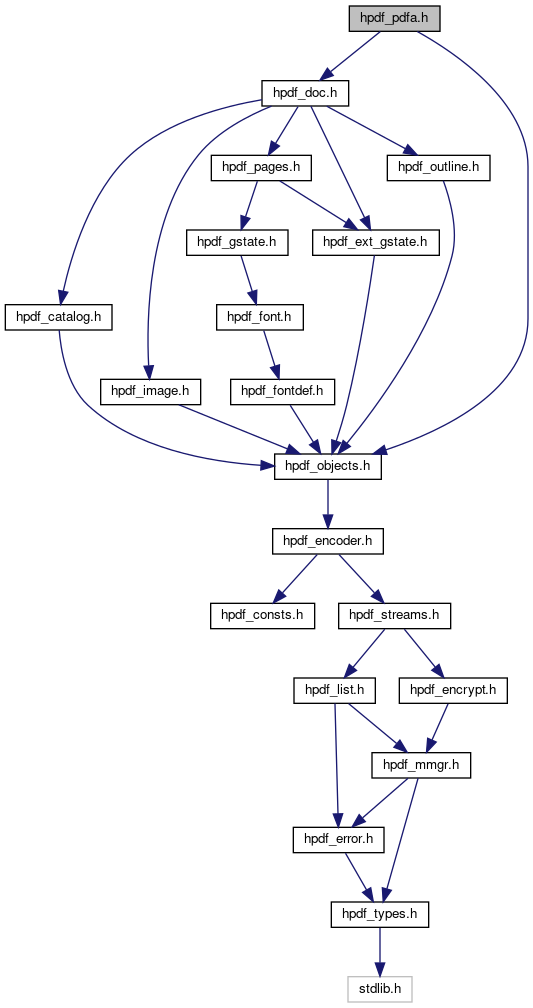 hpdf_pdfa.h
hpdf_doc.h
hpdf_pages.h
hpdf_outline.h
hpdf_gstate.h
hpdf_ext_gstate.h
hpdf_catalog.h
hpdf_font.h
hpdf_image.h
hpdf_fontdef.h
hpdf_objects.h
hpdf_encoder.h
hpdf_consts.h
hpdf_streams.h
hpdf_list.h
hpdf_encrypt.h
hpdf_mmgr.h
hpdf_error.h
hpdf_types.h
stdlib.h